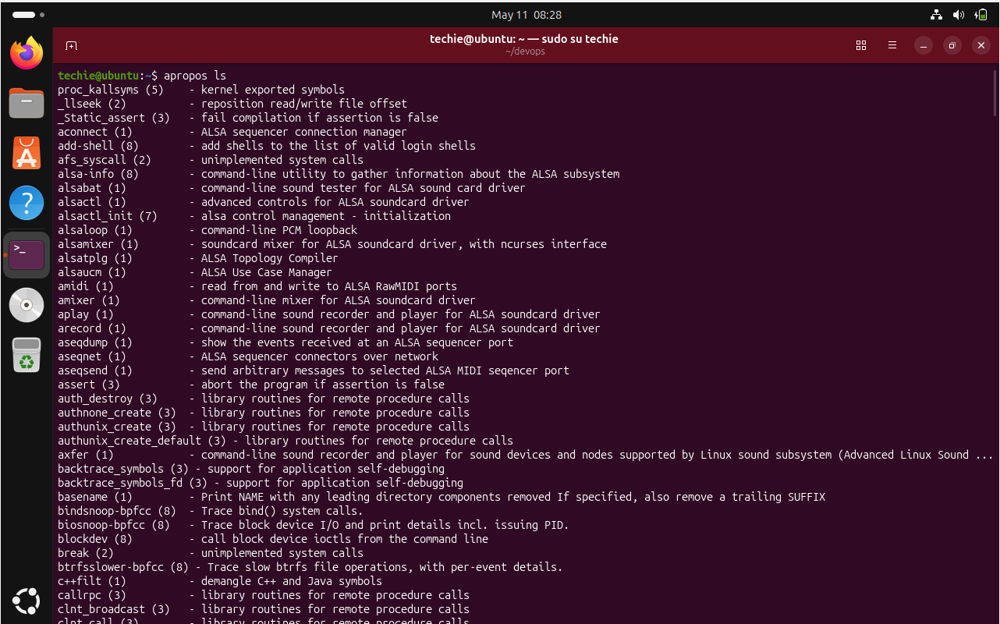 May 11 08:28
techie@ubuntu: ~ — sudo su techie
~/devops
techie@ubuntu:~$ apropos ls
proc_kallsyms (5)    - kernel exported symbols
_llseek (2)          - reposition read/write file offset
_Static_assert (3)   - fail compilation if assertion is false
aconnect (1)         - ALSA sequencer connection manager
add-shell (8)        - add shells to the list of valid login shells
afs_syscall (2)      - unimplemented system calls
alsa-info (8)        - command-line utility to gather information about the ALSA subsystem
alsabat (1)          - command-line sound tester for ALSA sound card driver
alsactl (1)          - advanced controls for ALSA soundcard driver
alsactl_init (7)     - alsa control management - initialization
alsaloop (1)         - command-line PCM loopback
alsamixer (1)        - soundcard mixer for ALSA soundcard driver, with ncurses interface
alsatplg (1)         - ALSA Topology Compiler
alsaucm (1)          - ALSA Use Case Manager
amidi (1)            - read from and write to ALSA RawMIDI ports
amixer (1)           - command-line mixer for ALSA soundcard driver
aplay (1)            - command-line sound recorder and player for ALSA soundcard driver
arecord (1)          - command-line sound recorder and player for ALSA soundcard driver
aseqdump (1)         - show the events received at an ALSA sequencer port
aseqnet (1)          - ALSA sequencer connectors over network
aseqsend (1)         - send arbitrary messages to selected ALSA MIDI seqencer port
assert (3)           - abort the program if assertion is false
auth_destroy (3)     - library routines for remote procedure calls
authnone_create (3)  - library routines for remote procedure calls
authunix_create (3)  - library routines for remote procedure calls
authunix_create_default (3) - library routines for remote procedure calls
axfer (1)            - command-line sound recorder and player for sound devices and nodes supported by Linux sound subsystem (Advanced Linux Sound ...
backtrace_symbols (3) - support for application self-debugging
backtrace_symbols_fd (3) - support for application self-debugging
basename (1)         - Print NAME with any leading directory components removed If specified, also remove a trailing SUFFIX
bindsnoop-bpfcc (8)  - Trace bind() system calls.
biosnoop-bpfcc (8)   - Trace block device I/O and print details incl. issuing PID.
blockdev (8)         - call block device ioctls from the command line
break (2)            - unimplemented system calls
btrfsslower-bpfcc (8) - Trace slow btrfs file operations, with per-event details.
c++filt (1)          - demangle C++ and Java symbols
callrpc (3)          - library routines for remote procedure calls
clnt_broadcast (3)   - library routines for remote procedure calls
clnt_call (3)        - library routines for remote procedure calls